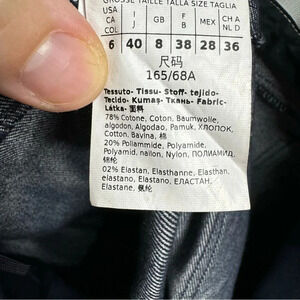 GROSSE TAILLE TALLA SIZE TAGLIA
USA CA COL I J GB F B MEX CH A NL D
6 40 8 38 28 36
尺码
165/68A
Tessuto- Tissu- Stoff- tejido-
Tecido- Kumaş- Ткань- Fabric-
Látka- 面料
78% Cotone, Coton, Baumwolle,
algodon, Algodao, Pamuk, ХЛОПОК,
Cotton, Bavlna, 棉
20% Poliammide, Polyamide,
Polyamid, nailon, Nylon, ПОЛИАМИД,
锦纶
02% Elastan, Elasthanne, Elasthan,
elastano, Elastano, ЕЛАСТАН,
Elastane, 氨纶